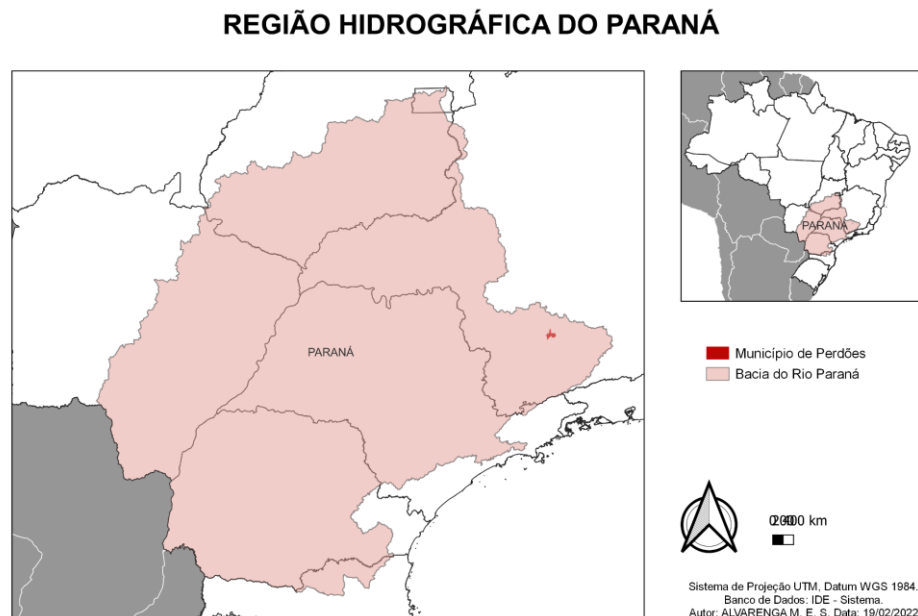 REGIÃO HIDROGRÁFICA DO PARANÁ
PARANÁ
PARANÁ
Município de Perdões
Bacia do Rio Paraná
km
Sistema de Projeção UTM, Datum WGS 1984.
Banco de Dados: IDE - Sistema.
Autor: ALVARENGA M. E. S. Data: 19/02/2022